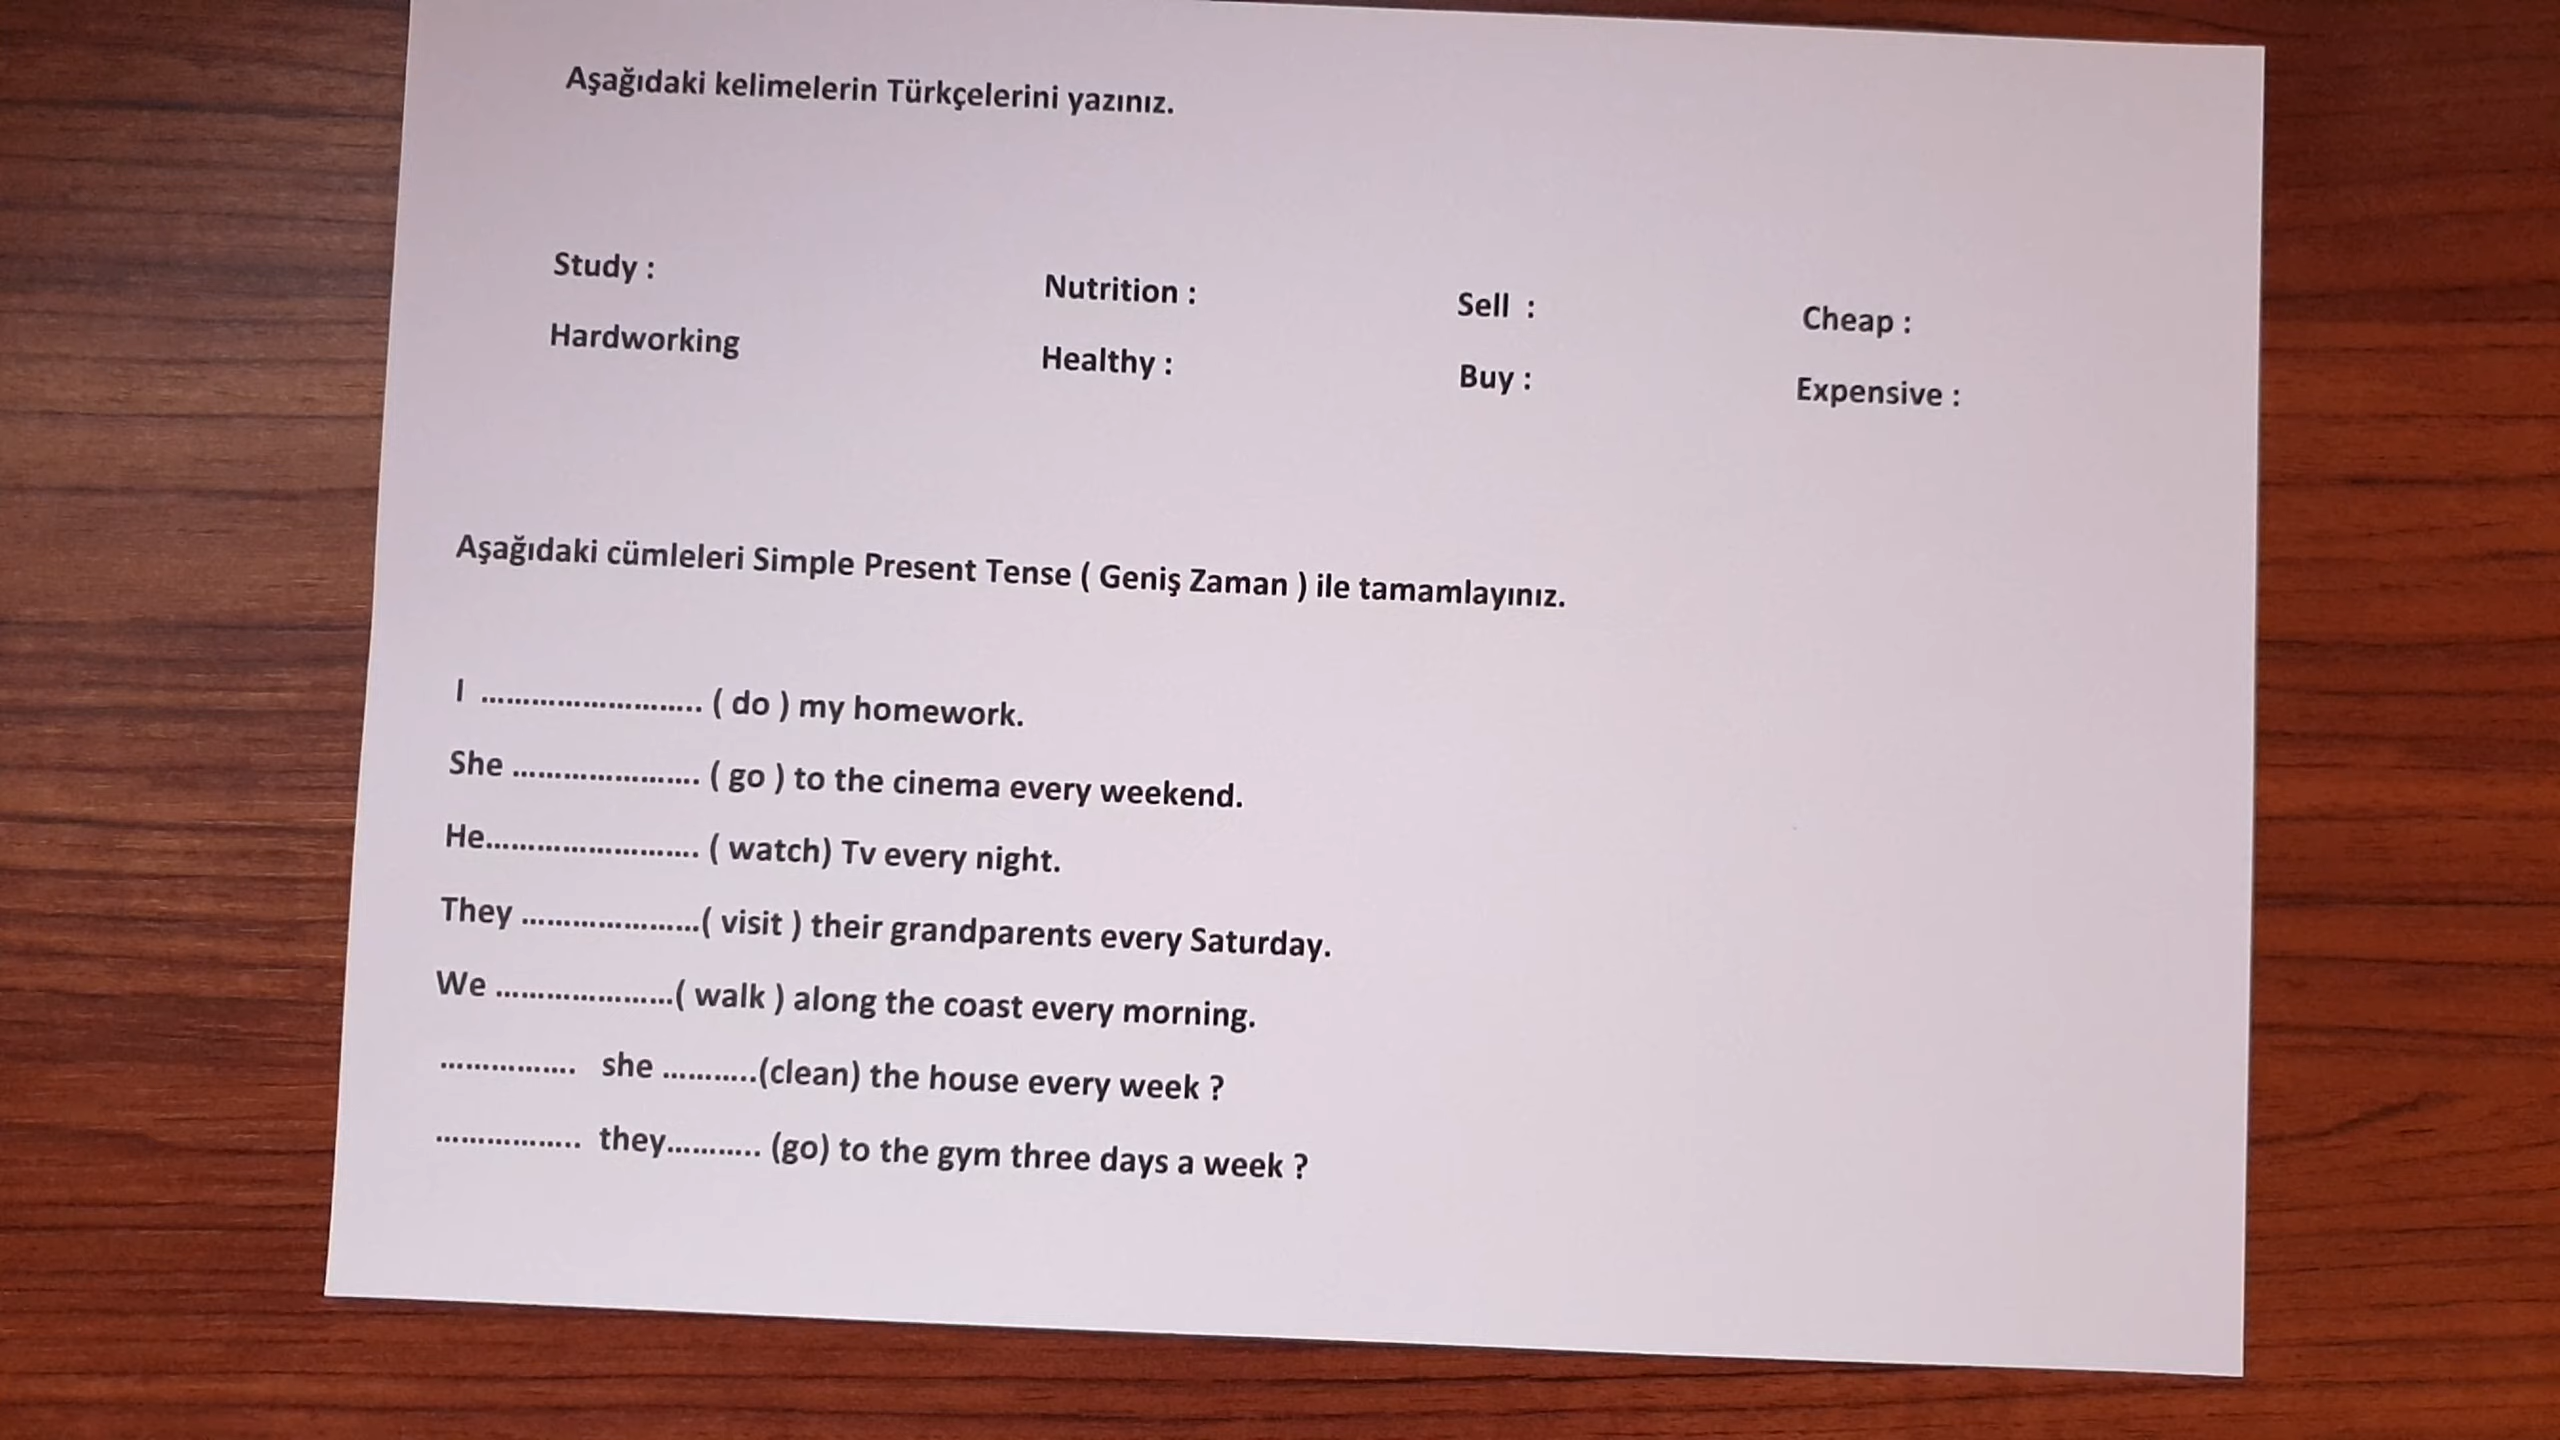 Aşağıdaki kelimelerin Türkçelerini yazınız.
Study : Nutrition : Sell : Cheap :
Hardworking Healthy : Buy : Expensive :
Aşağıdaki cümleleri Simple Present Tense ( Geniş Zaman ) ile tamamlayınız.
I .......................... ( do ) my homework.
She ...................... ( go ) to the cinema every weekend.
He......................... ( watch) Tv every night.
They .....................( visit ) their grandparents every Saturday.
We .....................( walk ) along the coast every morning.
................ she ...........(clean) the house every week ?
................. they........... (go) to the gym three days a week ?